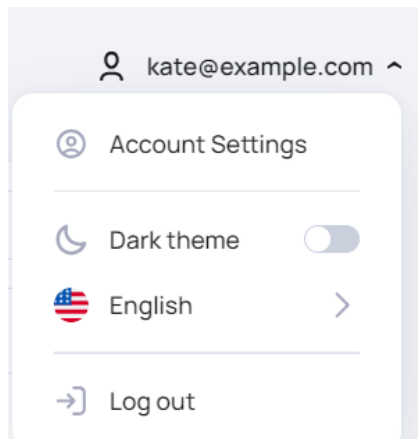 kate@example.com
Account Settings
Dark theme
English
Log out